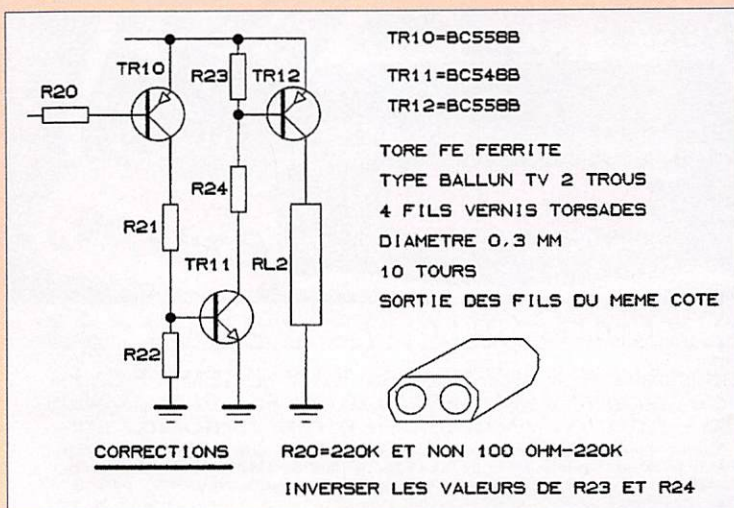 TR10=BC558B
TR10
R23
TR12
TR11=BC548B
TR12=BC558B
R20
TORE FE FERRITE
TYPE BALLUN TV 2 TROUS
R24
4 FILS VERNIS TORSADES
R21
DIAMETRE 0,3 MM
TR11
RL2
10 TOURS
SORTIE DES FILS DU MEME COTE
R22
CORRECTIONS
R20=220K ET NON 100 OHM-220K
INVERSER LES VALEURS DE R23 ET R24